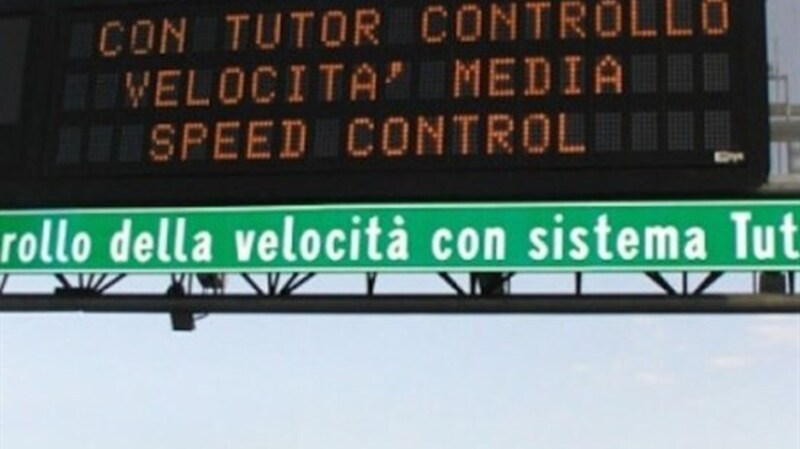 CON TUTOR CONTROLLO
VELOCITA' MEDIA
SPEED CONTROL
rollo della velocità con sistema Tut